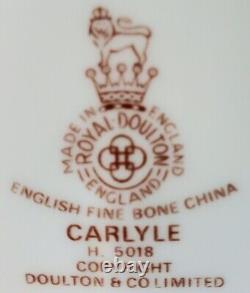 MADE IN ENGLAND
ROYAL·DOULTON
ENGLAND
ENGLISH FINE BONE CHINA
CARLYLE
H. 5018
COPYRIGHT
DOULTON & CO LIMITED